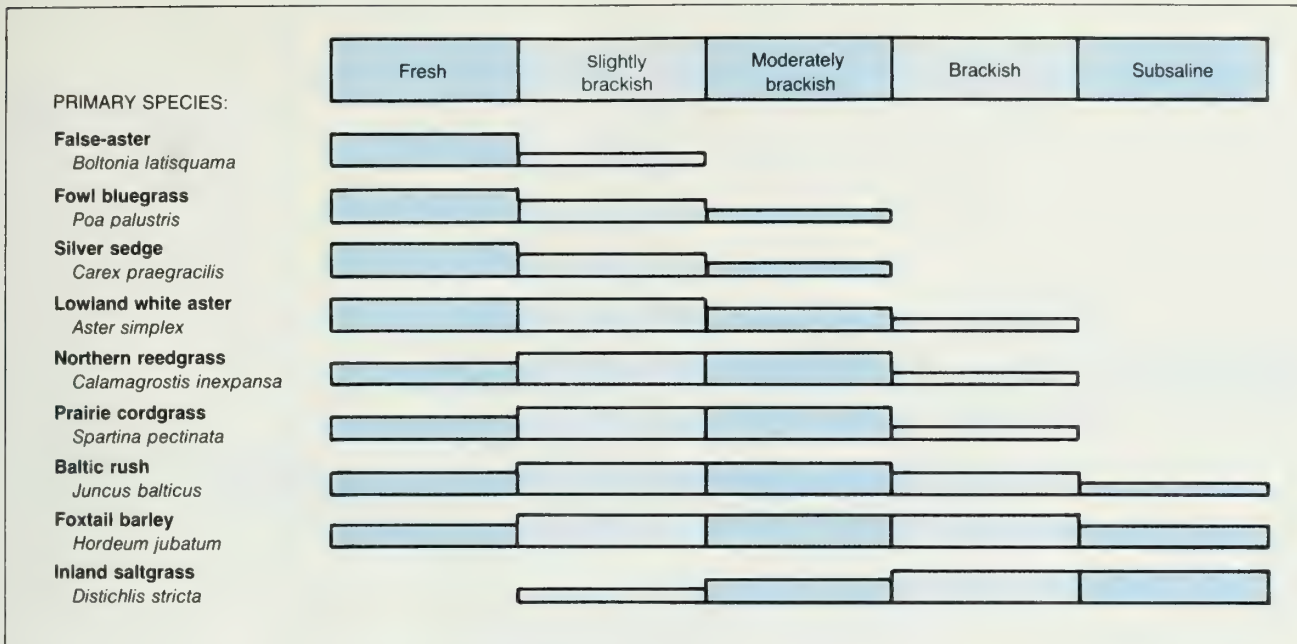 Fresh
Slightly
brackish
Moderately
brackish
Brackish
Subsaline
PRIMARY SPECIES:
False-aster
Boltonia latisquama
Fowl bluegrass
Poa palustris
Silver sedge
Carex praegracilis
Lowland white aster
Aster simplex
Northern reedgrass
Calamagrostis inexpansa
Prairie cordgrass
Spartina pectinata
Baltic rush
Juncus balticus
Foxtail barley
Hordeum jubatum
Inland saltgrass
Distichlis stricta